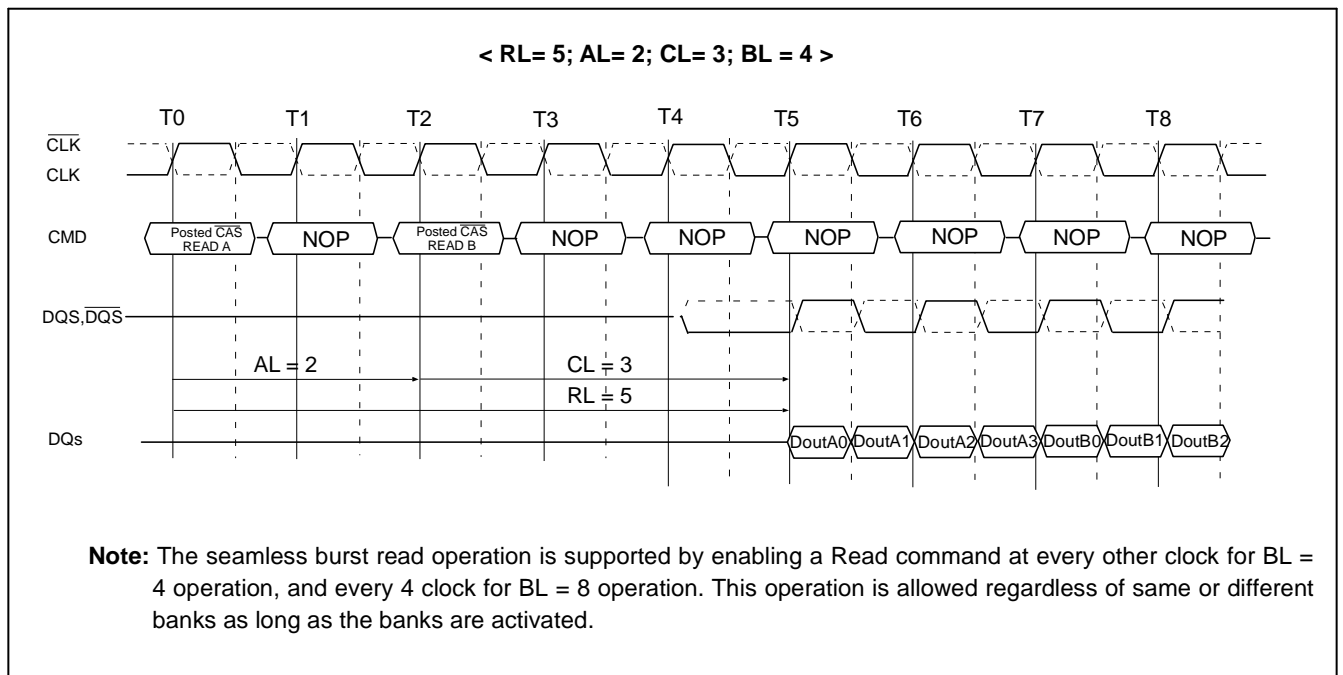 < RL= 5; AL= 2; CL= 3; BL = 4 >
T0 T1 T2 T3 T4 T5 T6 T7 T8
CLK
CLK
CMD Posted CAS READ A NOP Posted CAS READ B NOP NOP NOP NOP NOP NOP
DQS,DQS
AL = 2 CL = 3
RL = 5
DQs DoutA0 DoutA1 DoutA2 DoutA3 DoutB0 DoutB1 DoutB2
Note: The seamless burst read operation is supported by enabling a Read command at every other clock for BL =
4 operation, and every 4 clock for BL = 8 operation. This operation is allowed regardless of same or different
banks as long as the banks are activated.